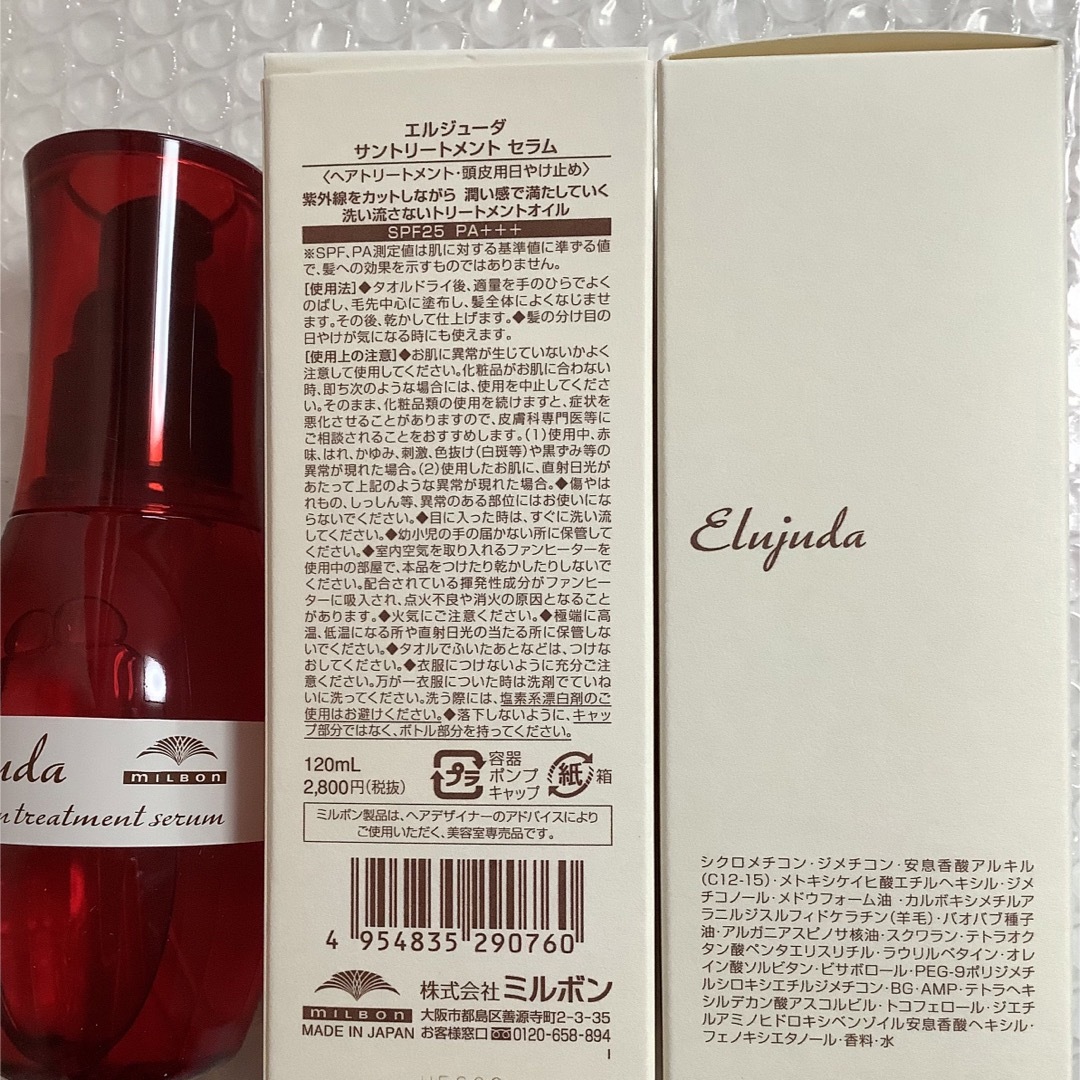 uda
MILBON
n treatment serum
エルジューダ
サントリートメント セラム
〈ヘアトリートメント・頭皮用日やけ止め〉
紫外線をカットしながら 潤い感で満たしていく
洗い流さないトリートメントオイル
SPF25 PA+++
※SPF、PA測定値は肌に対する基準値に準ずる値
で、髪への効果を示すものではありません。
[使用法]◆タオルドライ後、適量を手のひらでよく
のばし、毛先中心に塗布し、髪全体によくなじませ
ます。その後、乾かして仕上げます。◆髪の分け目の
日やけが気になる時にも使えます。
[使用上の注意]◆お肌に異常が生じていないかよく
注意して使用してください。化粧品がお肌に合わない
時、即ち次のような場合には、使用を中止してくださ
い。そのまま、化粧品類の使用を続けますと、症状を
悪化させることがありますので、皮膚科専門医等に
ご相談されることをおすすめします。(1)使用中、赤
味、はれ、かゆみ、刺激、色抜け(白斑等)や黒ずみ等の
異常が現れた場合。(2)使用したお肌に、直射日光が
あたって上記のような異常が現れた場合。◆傷やは
れもの、しっしん等、異常のある部位にはお使いにな
らないでください。◆目に入った時は、すぐに洗い流
してください。◆幼小児の手の届かない所に保管して
ください。◆室内空気を取り入れるファンヒーターを
使用中の部屋で、本品をつけたり乾かしたりしないで
ください。配合されている揮発性成分がファンヒー
ターに吸入され、点火不良や消火の原因となること
があります。◆火気にご注意ください。◆極端に高
温、低温になる所や直射日光の当たる所に保管しな
いでください。◆タオルでふいたあとなどは、つけな
おしてください。◆衣服につけないように充分ご注
意ください。万が一衣服についた時は洗剤でていね
いに洗ってください。洗う際には、塩素系漂白剤のご
使用はお避けください。◆落下しないように、キャッ
プ部分ではなく、ボトル部分を持ってください。
120mL
2,800円(税抜)
プラ
容器
ポンプ
キャップ
紙
箱
ミルボン製品は、ヘアデザイナーのアドバイスにより
ご使用いただく、美容室専売品です。
4 954835 290760
MILBON
株式会社ミルボン
大阪市都島区善源寺町2-3-35
MADE IN JAPAN お客様窓口 0120-658-894
I
Elujuda
シクロメチコン・ジメチコン・安息香酸アルキル
(C12-15)・メトキシケイヒ酸エチルヘキシル・ジメ
チコノール・メドウフォーム油・カルボキシメチルア
ラニルジスルフィドケラチン(羊毛)・バオバブ種子
油・アルガニアスピノサ核油・スクワラン・テトラオク
タン酸ペンタエリスリチル・ラウリルベタイン・オレ
イン酸ソルビタン・ビサボロール・PEG-9ポリジメチ
ルシロキシエチルジメチコン・BG・AMP・テトラヘキ
シルデカン酸アスコルビル・トコフェロール・ジエチ
ルアミノヒドロキシベンゾイル安息香酸ヘキシル・
フェノキシエタノール・香料・水